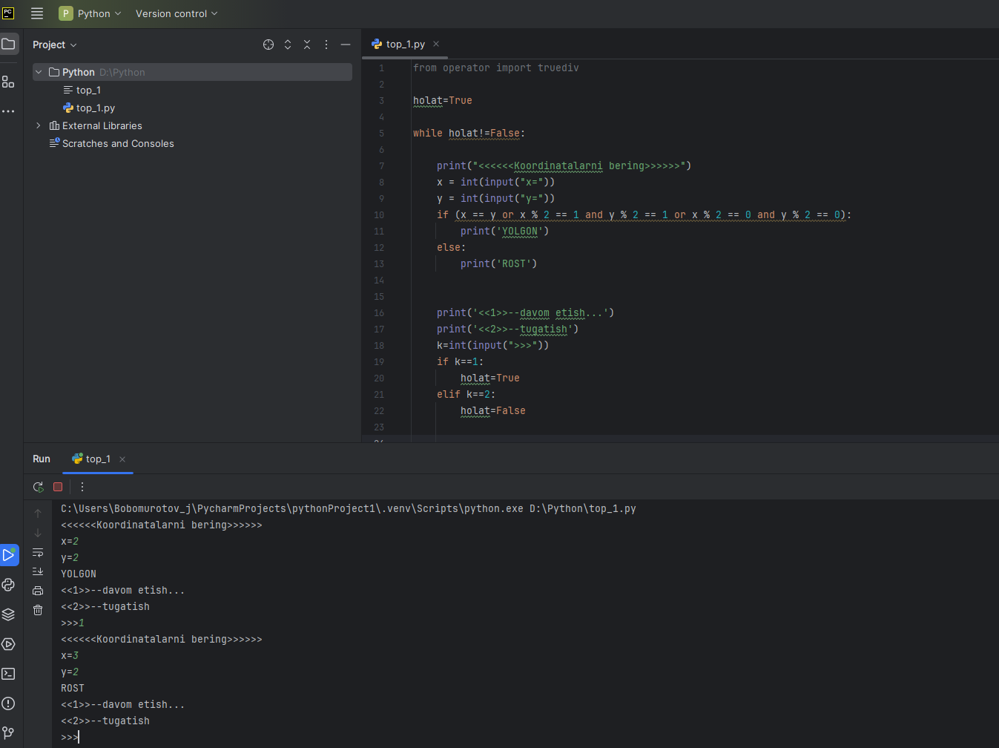 PC
P Python Version control
Project
top_1.py
Python D:\Python
top_1
top_1.py
External Libraries
Scratches and Consoles
1 from operator import truediv
2
3 holat=True
4
5 while holat!=False:
6
7 print("<<<<<<Koordinatalarni bering>>>>>>")
8 x = int(input("x="))
9 y = int(input("y="))
10 if (x == y or x % 2 == 1 and y % 2 == 1 or x % 2 == 0 and y % 2 == 0):
11 print('YOLGON')
12 else:
13 print('ROST')
14
15
16 print('<<1>>--davom etish...')
17 print('<<2>>--tugatish')
18 k=int(input(">>>"))
19 if k==1:
20 holat=True
21 elif k==2:
22 holat=False
23
Run top_1
C:\Users\Bobomurotov_j\PycharmProjects\pythonProject1\.venv\Scripts\python.exe D:\Python\top_1.py
<<<<<<Koordinatalarni bering>>>>>>
x=2
y=2
YOLGON
<<1>>--davom etish...
<<2>>--tugatish
>>>1
<<<<<<Koordinatalarni bering>>>>>>
x=3
y=2
ROST
<<1>>--davom etish...
<<2>>--tugatish
>>>